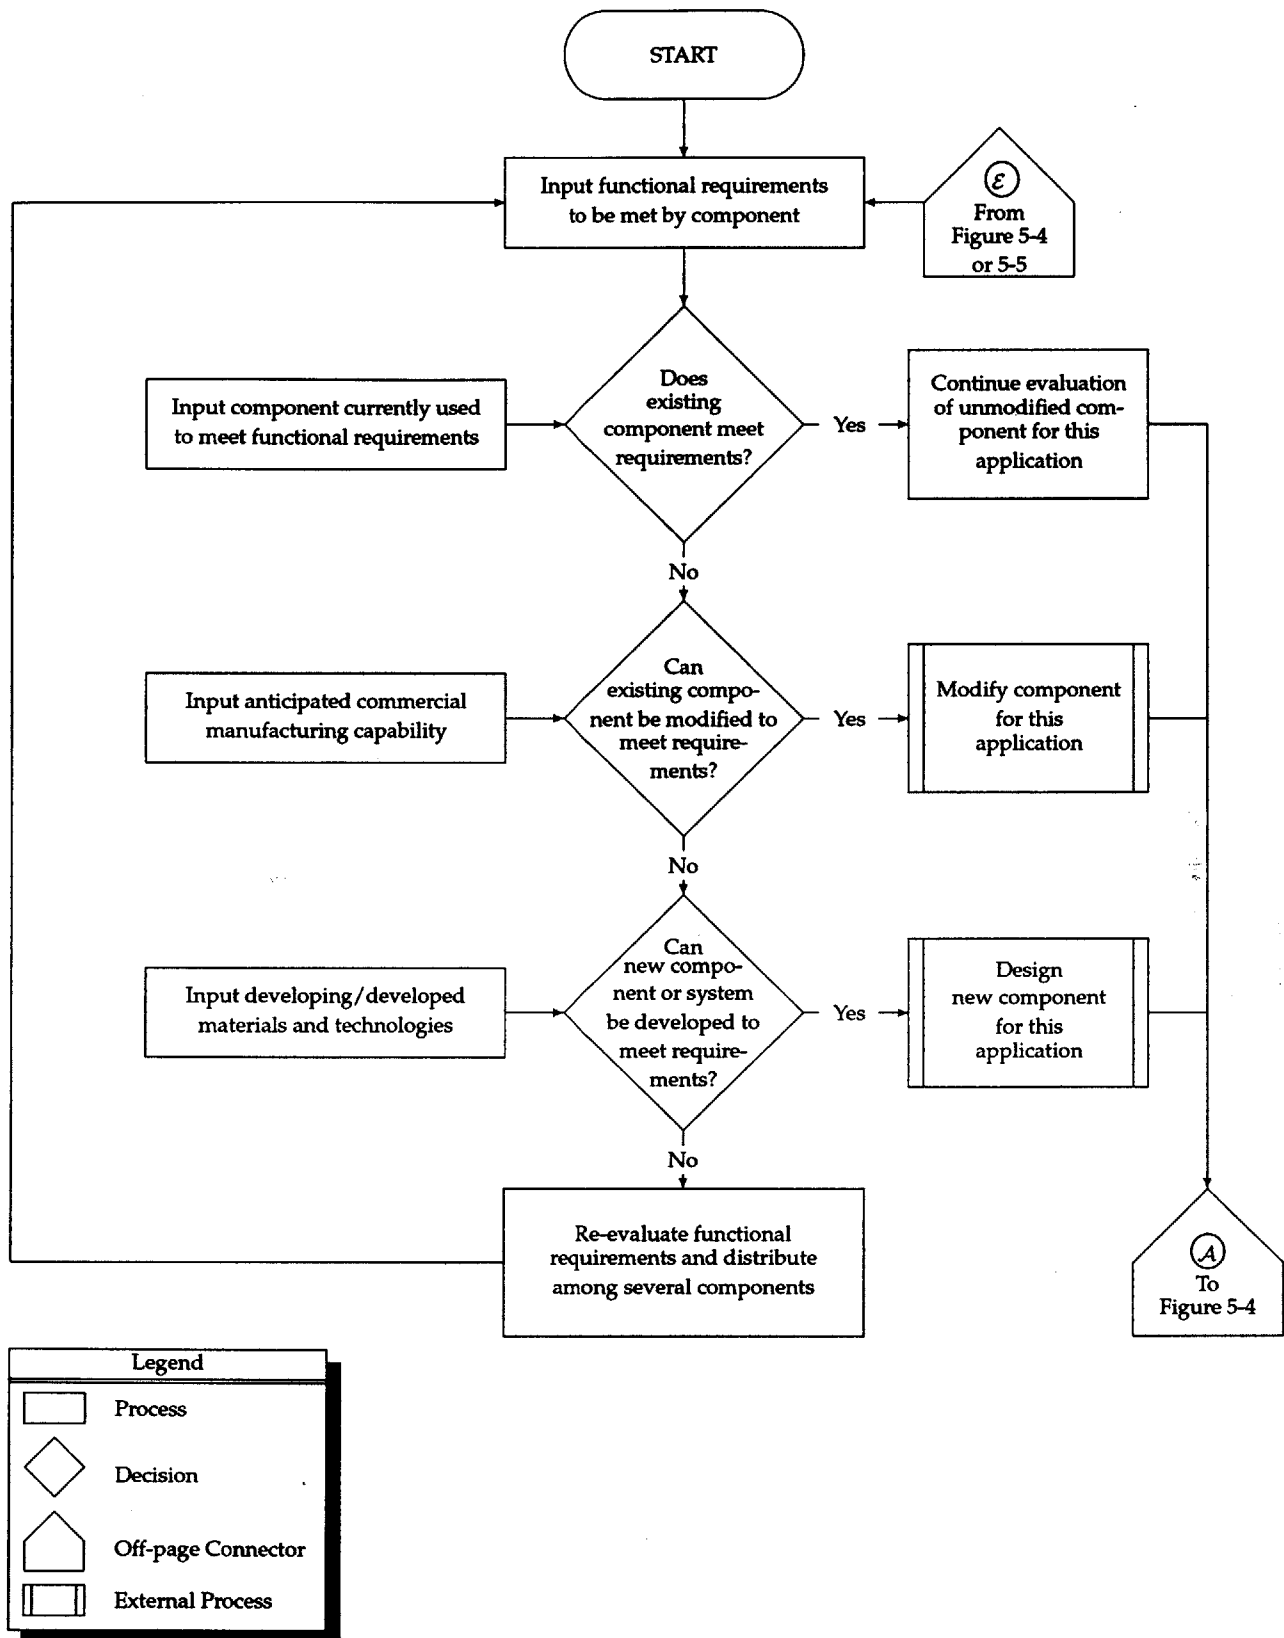 START
Input functional requirements
to be met by component
ℰ
From
Figure 5-4
or 5-5
Input component currently used
to meet functional requirements
Does
existing
component meet
requirements?
Yes
Continue evaluation
of unmodified com-
ponent for this
application
No
Input anticipated commercial
manufacturing capability
Can
existing compo-
nent be modified to
meet require-
ments?
Yes
Modify component
for this
application
No
Input developing/developed
materials and technologies
Can
new compo-
nent or system
be developed to
meet require-
ments?
Yes
Design
new component
for this
application
No
Re-evaluate functional
requirements and distribute
among several components
𝒜
To
Figure 5-4
Legend
Process
Decision
Off-page Connector
External Process